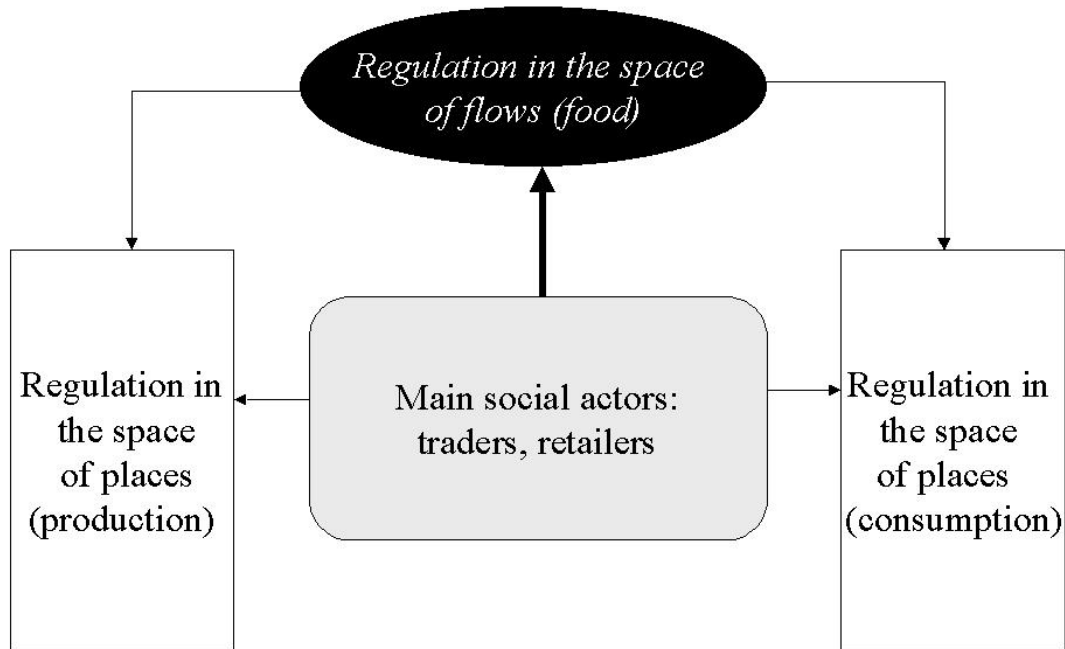 Regulation in the space
of flows (food)
Regulation in
the space
of places
(production)
Main social actors:
traders, retailers
Regulation in
the space
of places
(consumption)